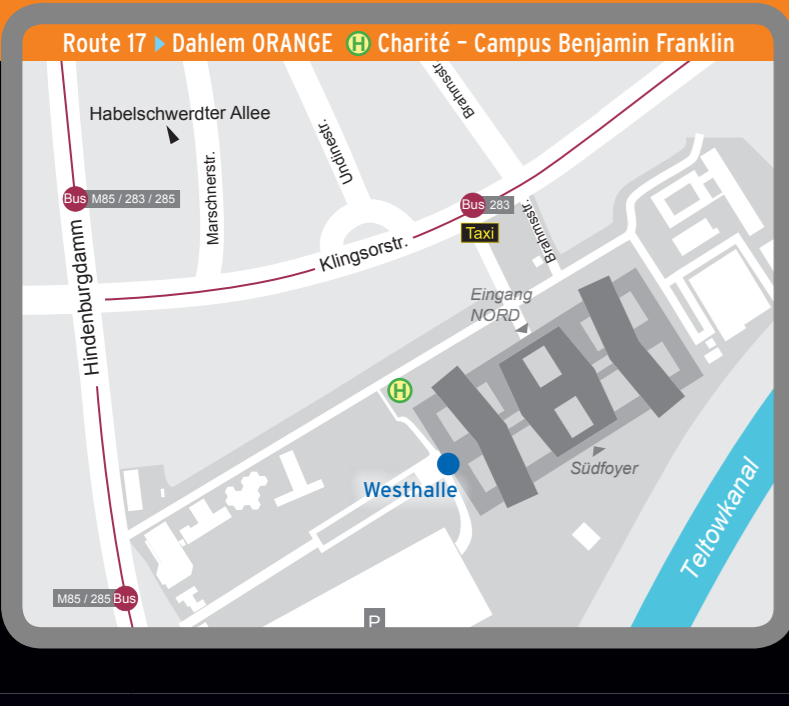 Route 17 Dahlem ORANGE H Charité – Campus Benjamin Franklin
Brahmsstr.
Habelschwerdter Allee
Undinestr.
Marschnerstr.
Bus M85 / 283 / 285
Bus 283
Taxi
Brahmsstr.
Klingsorstr.
Hindenburgdamm
Eingang
NORD
H
Südfoyer
Westhalle
Teltowkanal
M85 / 285 Bus
P